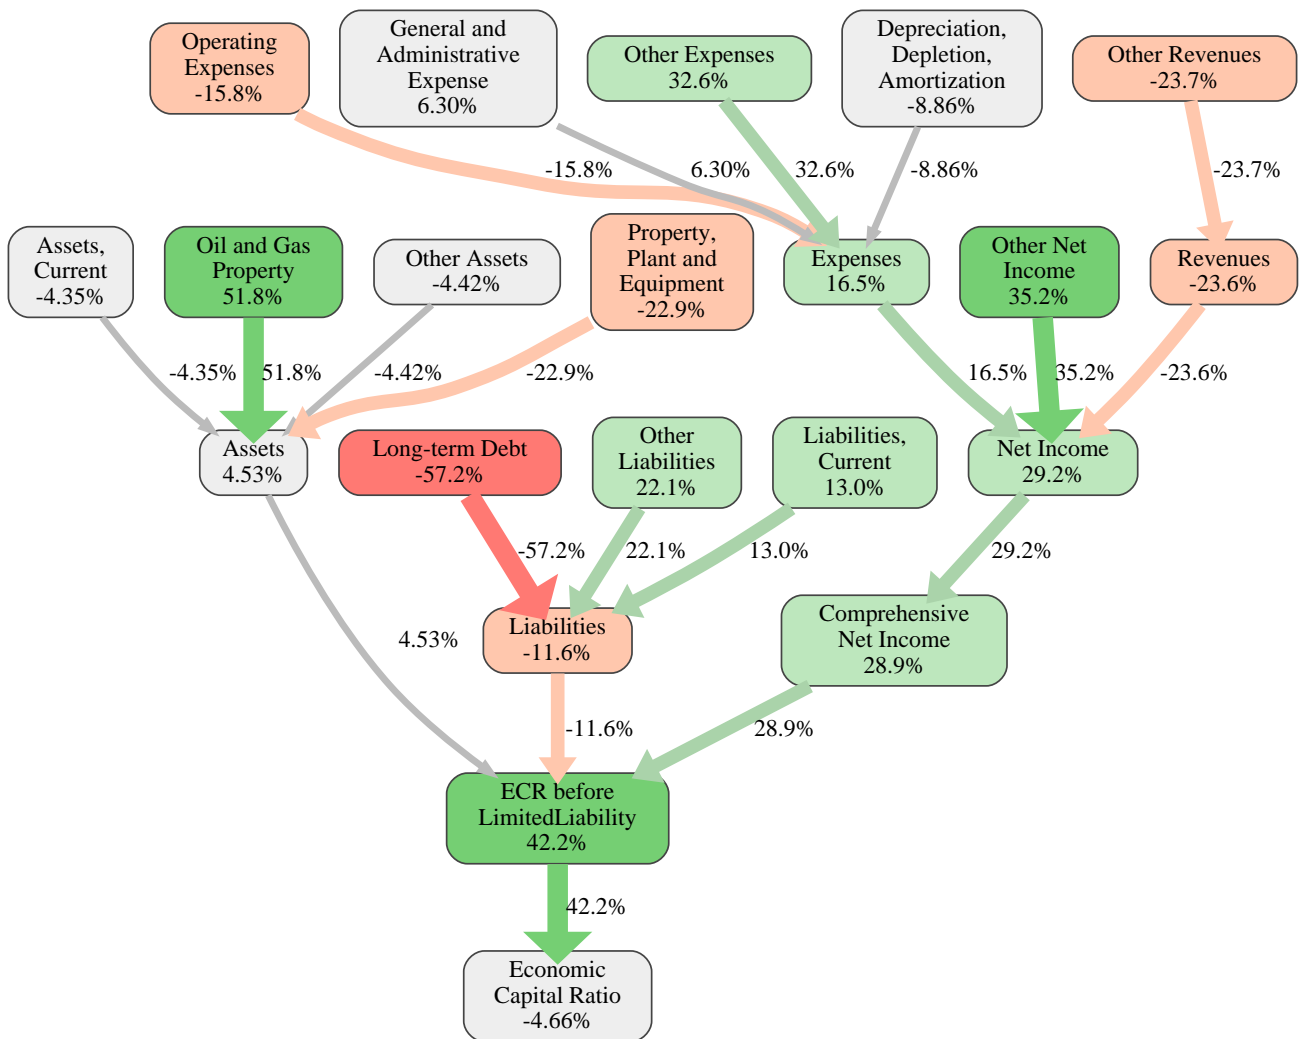 Operating
Expenses
-15.8%
General and
Administrative
Expense
6.30%
Other Expenses
32.6%
Depreciation,
Depletion,
Amortization
-8.86%
Other Revenues
-23.7%
-15.8%
6.30%
32.6%
-8.86%
-23.7%
Assets,
Current
-4.35%
Oil and Gas
Property
51.8%
Other Assets
-4.42%
Property,
Plant and
Equipment
-22.9%
Expenses
16.5%
Other Net
Income
35.2%
Revenues
-23.6%
-4.35%
51.8%
-4.42%
-22.9%
16.5%
35.2%
-23.6%
Assets
4.53%
Long-term Debt
-57.2%
Other
Liabilities
22.1%
Liabilities,
Current
13.0%
Net Income
29.2%
-57.2%
22.1%
13.0%
29.2%
4.53%
Liabilities
-11.6%
Comprehensive
Net Income
28.9%
-11.6%
28.9%
ECR before
LimitedLiability
42.2%
42.2%
Economic
Capital Ratio
-4.66%